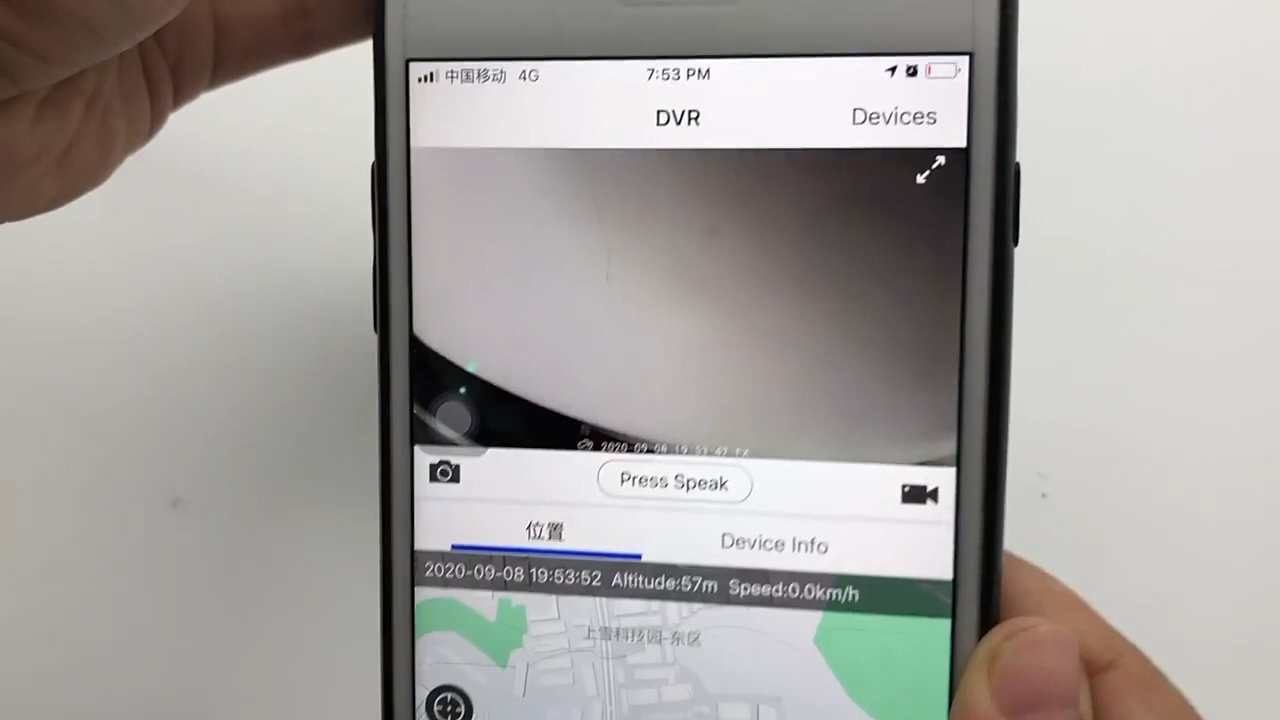 中国移动 4G 7:53 PM
DVR Devices
2020-09-08 19:53:47
Press Speak
位置 Device Info
2020-09-08 19:53:52 Altitude:57m Speed:0.0km/h
上雪科技园-东区